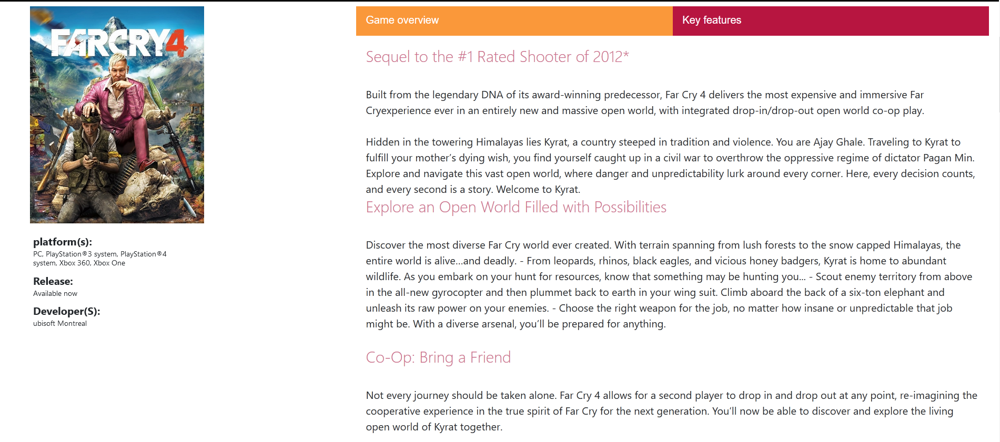 FARCRY4
platform(s):
PC, PlayStation®3 system, PlayStation®4
system, Xbox 360, Xbox One
Release:
Available now
Developer(S):
ubisoft Montreal
Game overview
Key features
Sequel to the #1 Rated Shooter of 2012*
Built from the legendary DNA of its award-winning predecessor, Far Cry 4 delivers the most expensive and immersive Far
Cryexperience ever in an entirely new and massive open world, with integrated drop-in/drop-out open world co-op play.
Hidden in the towering Himalayas lies Kyrat, a country steeped in tradition and violence. You are Ajay Ghale. Traveling to Kyrat to
fulfill your mother’s dying wish, you find yourself caught up in a civil war to overthrow the oppressive regime of dictator Pagan Min.
Explore and navigate this vast open world, where danger and unpredictability lurk around every corner. Here, every decision counts,
and every second is a story. Welcome to Kyrat.
Explore an Open World Filled with Possibilities
Discover the most diverse Far Cry world ever created. With terrain spanning from lush forests to the snow capped Himalayas, the
entire world is alive...and deadly. - From leopards, rhinos, black eagles, and vicious honey badgers, Kyrat is home to abundant
wildlife. As you embark on your hunt for resources, know that something may be hunting you... - Scout enemy territory from above
in the all-new gyrocopter and then plummet back to earth in your wing suit. Climb aboard the back of a six-ton elephant and
unleash its raw power on your enemies. - Choose the right weapon for the job, no matter how insane or unpredictable that job
might be. With a diverse arsenal, you’ll be prepared for anything.
Co-Op: Bring a Friend
Not every journey should be taken alone. Far Cry 4 allows for a second player to drop in and drop out at any point, re-imagining the
cooperative experience in the true spirit of Far Cry for the next generation. You’ll now be able to discover and explore the living
open world of Kyrat together.